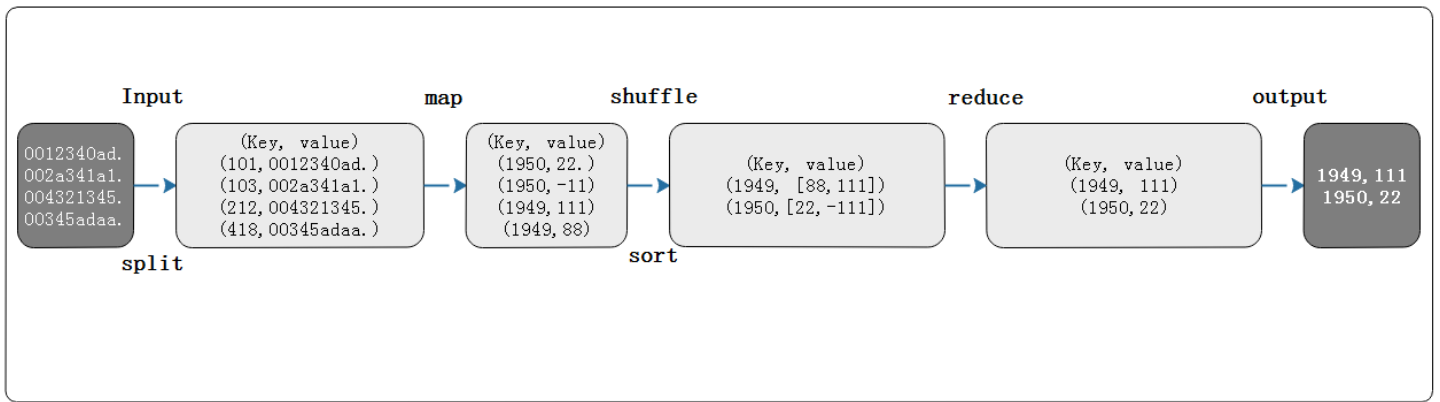 Input
map
shuffle
reduce
output
0012340ad.
002a341a1.
004321345.
00345adaa.
(Key, value)
(101,0012340ad.)
(103,002a341a1.)
(212,004321345.)
(418,00345adaa.)
(Key, value)
(1950,22.)
(1950,-11)
(1949,111)
(1949,88)
(Key, value)
(1949, [88,111])
(1950,[22,-111])
(Key, value)
(1949, 111)
(1950,22)
1949,111
1950,22
split
sort